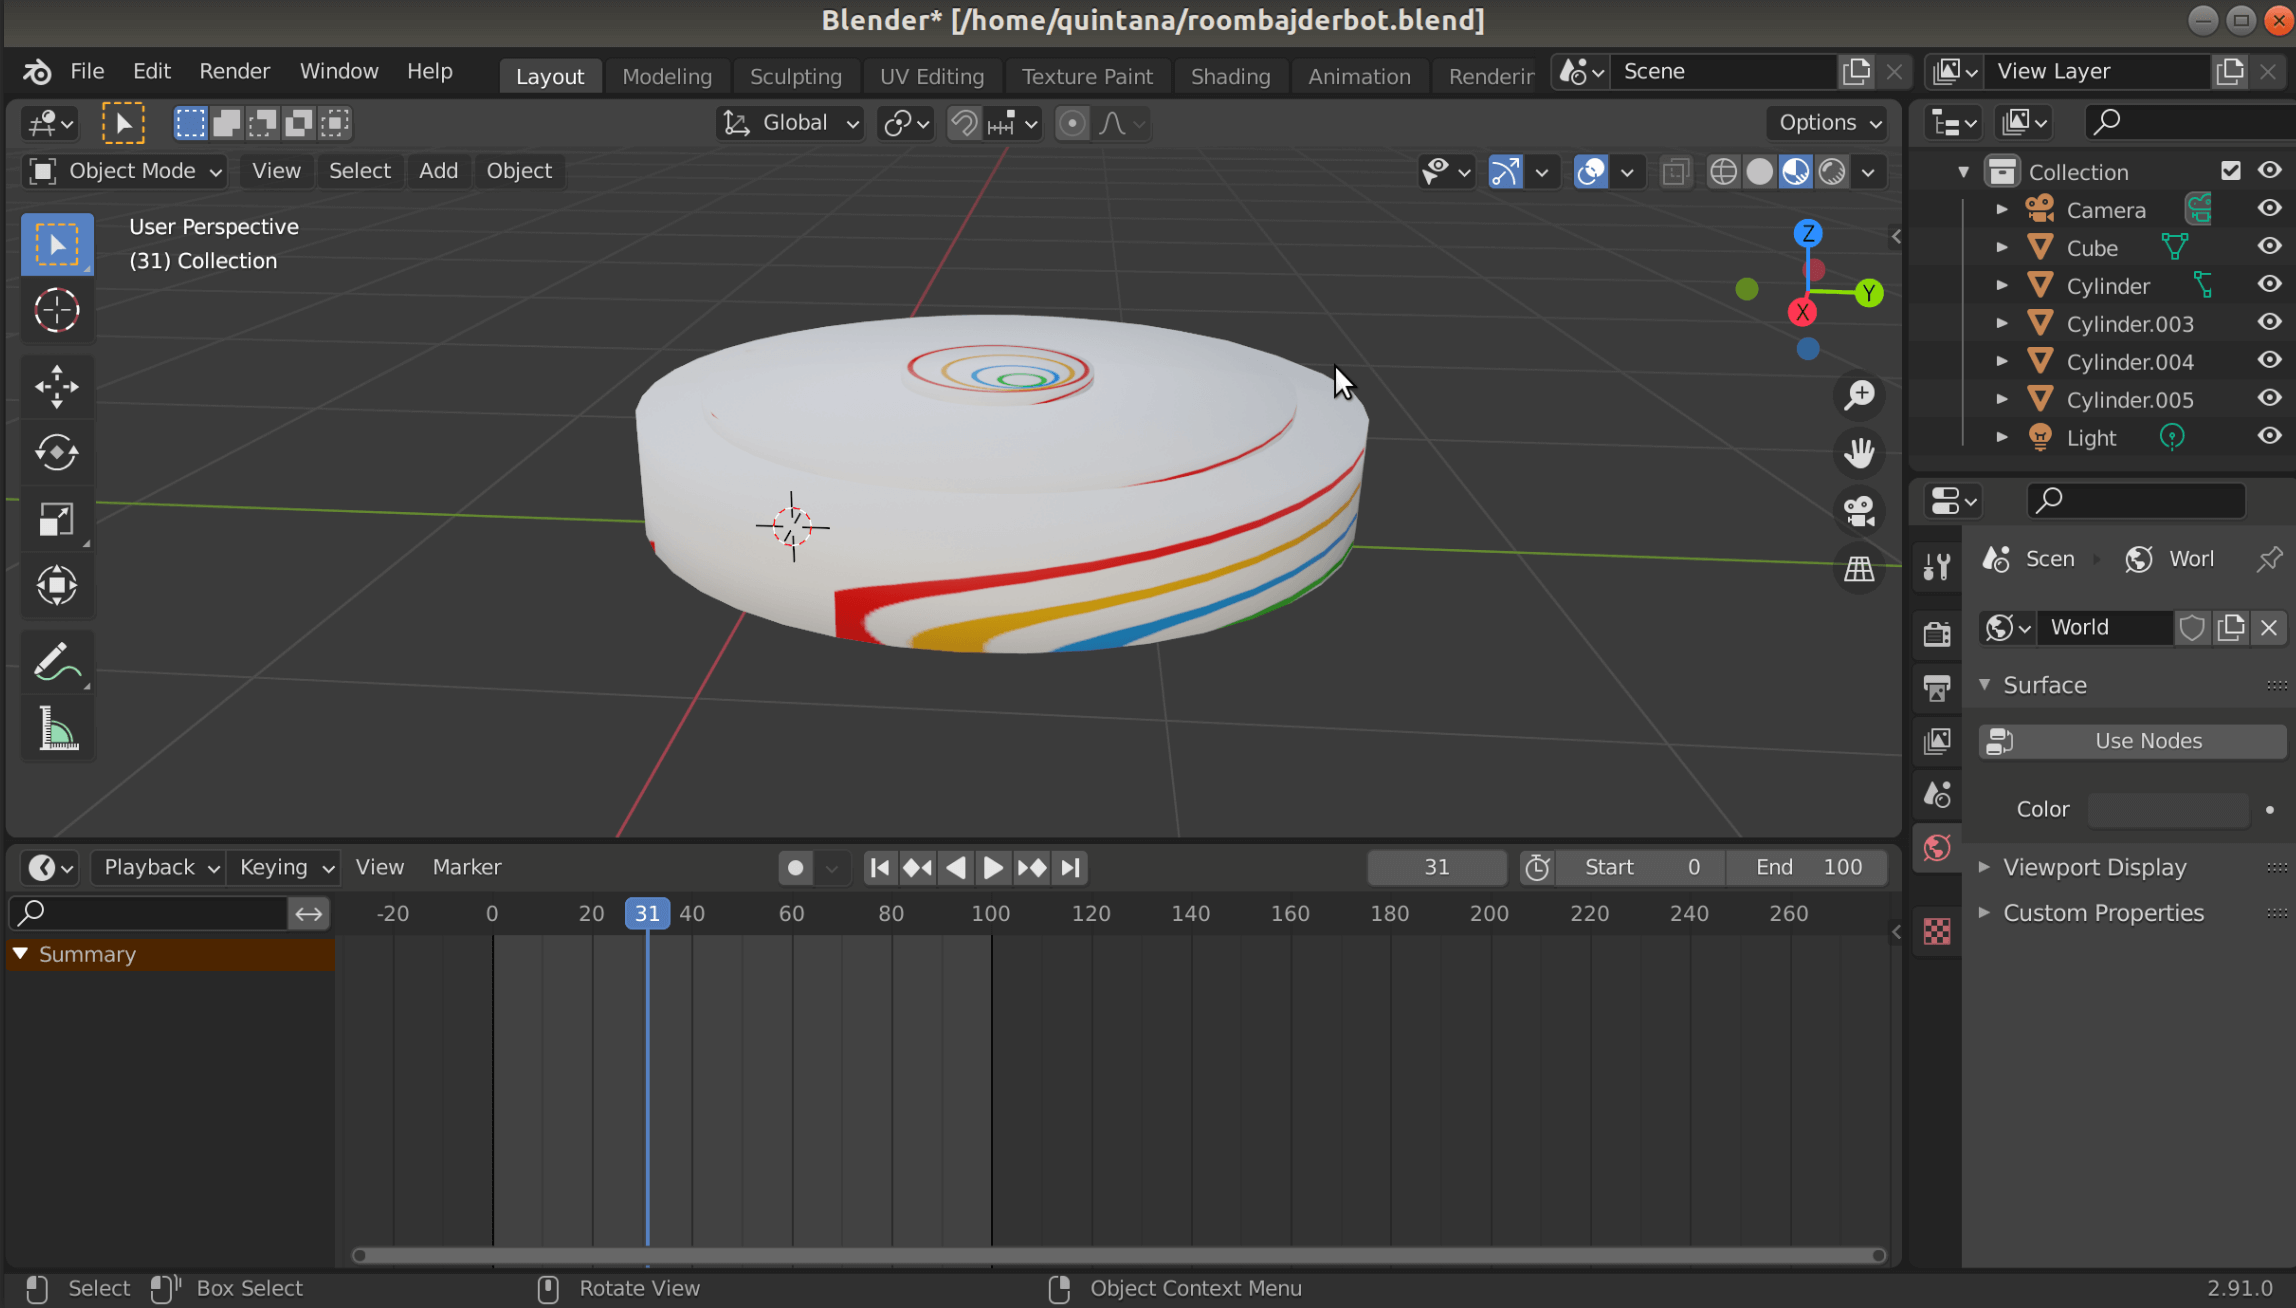 Blender* [/home/quintana/roombajderbot.blend]
File Edit Render Window Help Layout Modeling Sculpting UV Editing Texture Paint Shading Animation Renderin Scene View Layer
Global Options
Object Mode View Select Add Object
User Perspective
(31) Collection
Z
Y
X
Collection
Camera
Cube
Cylinder
Cylinder.003
Cylinder.004
Cylinder.005
Light
Scen Worl
World
Surface
Use Nodes
Color
Viewport Display
Custom Properties
Playback Keying View Marker 31 Start 0 End 100
-20 0 20 31 40 60 80 100 120 140 160 180 200 220 240 260
Summary
Select Box Select Rotate View Object Context Menu 2.91.0